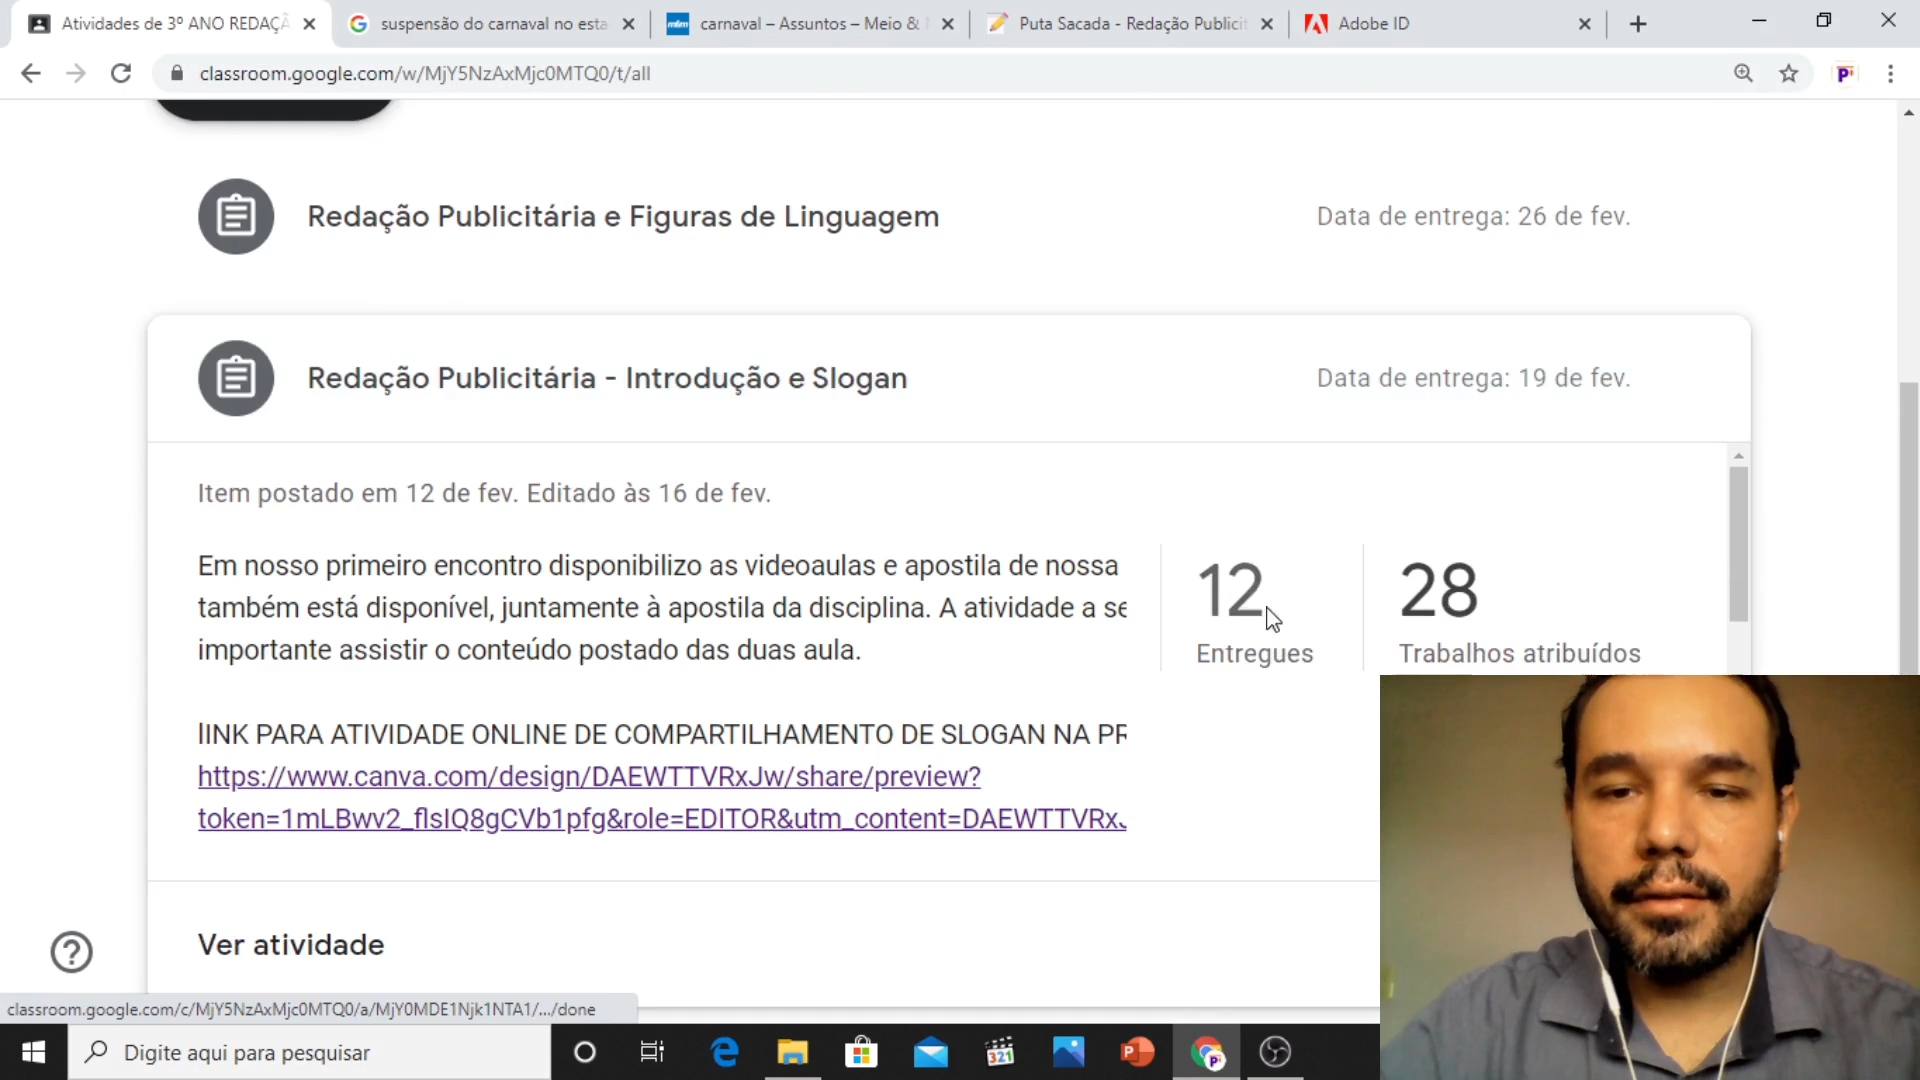 Atividades de 3º ANO REDAÇÃ
suspensão do carnaval no esta
mm carnaval – Assuntos – Meio &
Puta Sacada - Redação Publicit
Adobe ID
classroom.google.com/w/MjY5NzAxMjc0MTQ0/t/all
Redação Publicitária e Figuras de Linguagem
Data de entrega: 26 de fev.
Redação Publicitária - Introdução e Slogan
Data de entrega: 19 de fev.
Item postado em 12 de fev. Editado às 16 de fev.
Em nosso primeiro encontro disponibilizo as videoaulas e apostila de nossa
também está disponível, juntamente à apostila da disciplina. A atividade a se
importante assistir o conteúdo postado das duas aula.
12
Entregues
28
Trabalhos atribuídos
lINK PARA ATIVIDADE ONLINE DE COMPARTILHAMENTO DE SLOGAN NA PR
https://www.canva.com/design/DAEWTTVRxJw/share/preview?
token=1mLBwv2_flsIQ8gCVb1pfg&role=EDITOR&utm_content=DAEWTTVRxJ
Ver atividade
classroom.google.com/c/MjY5NzAxMjc0MTQ0/a/MjY0MDE1Njk1NTA1/.../done
Digite aqui para pesquisar
321